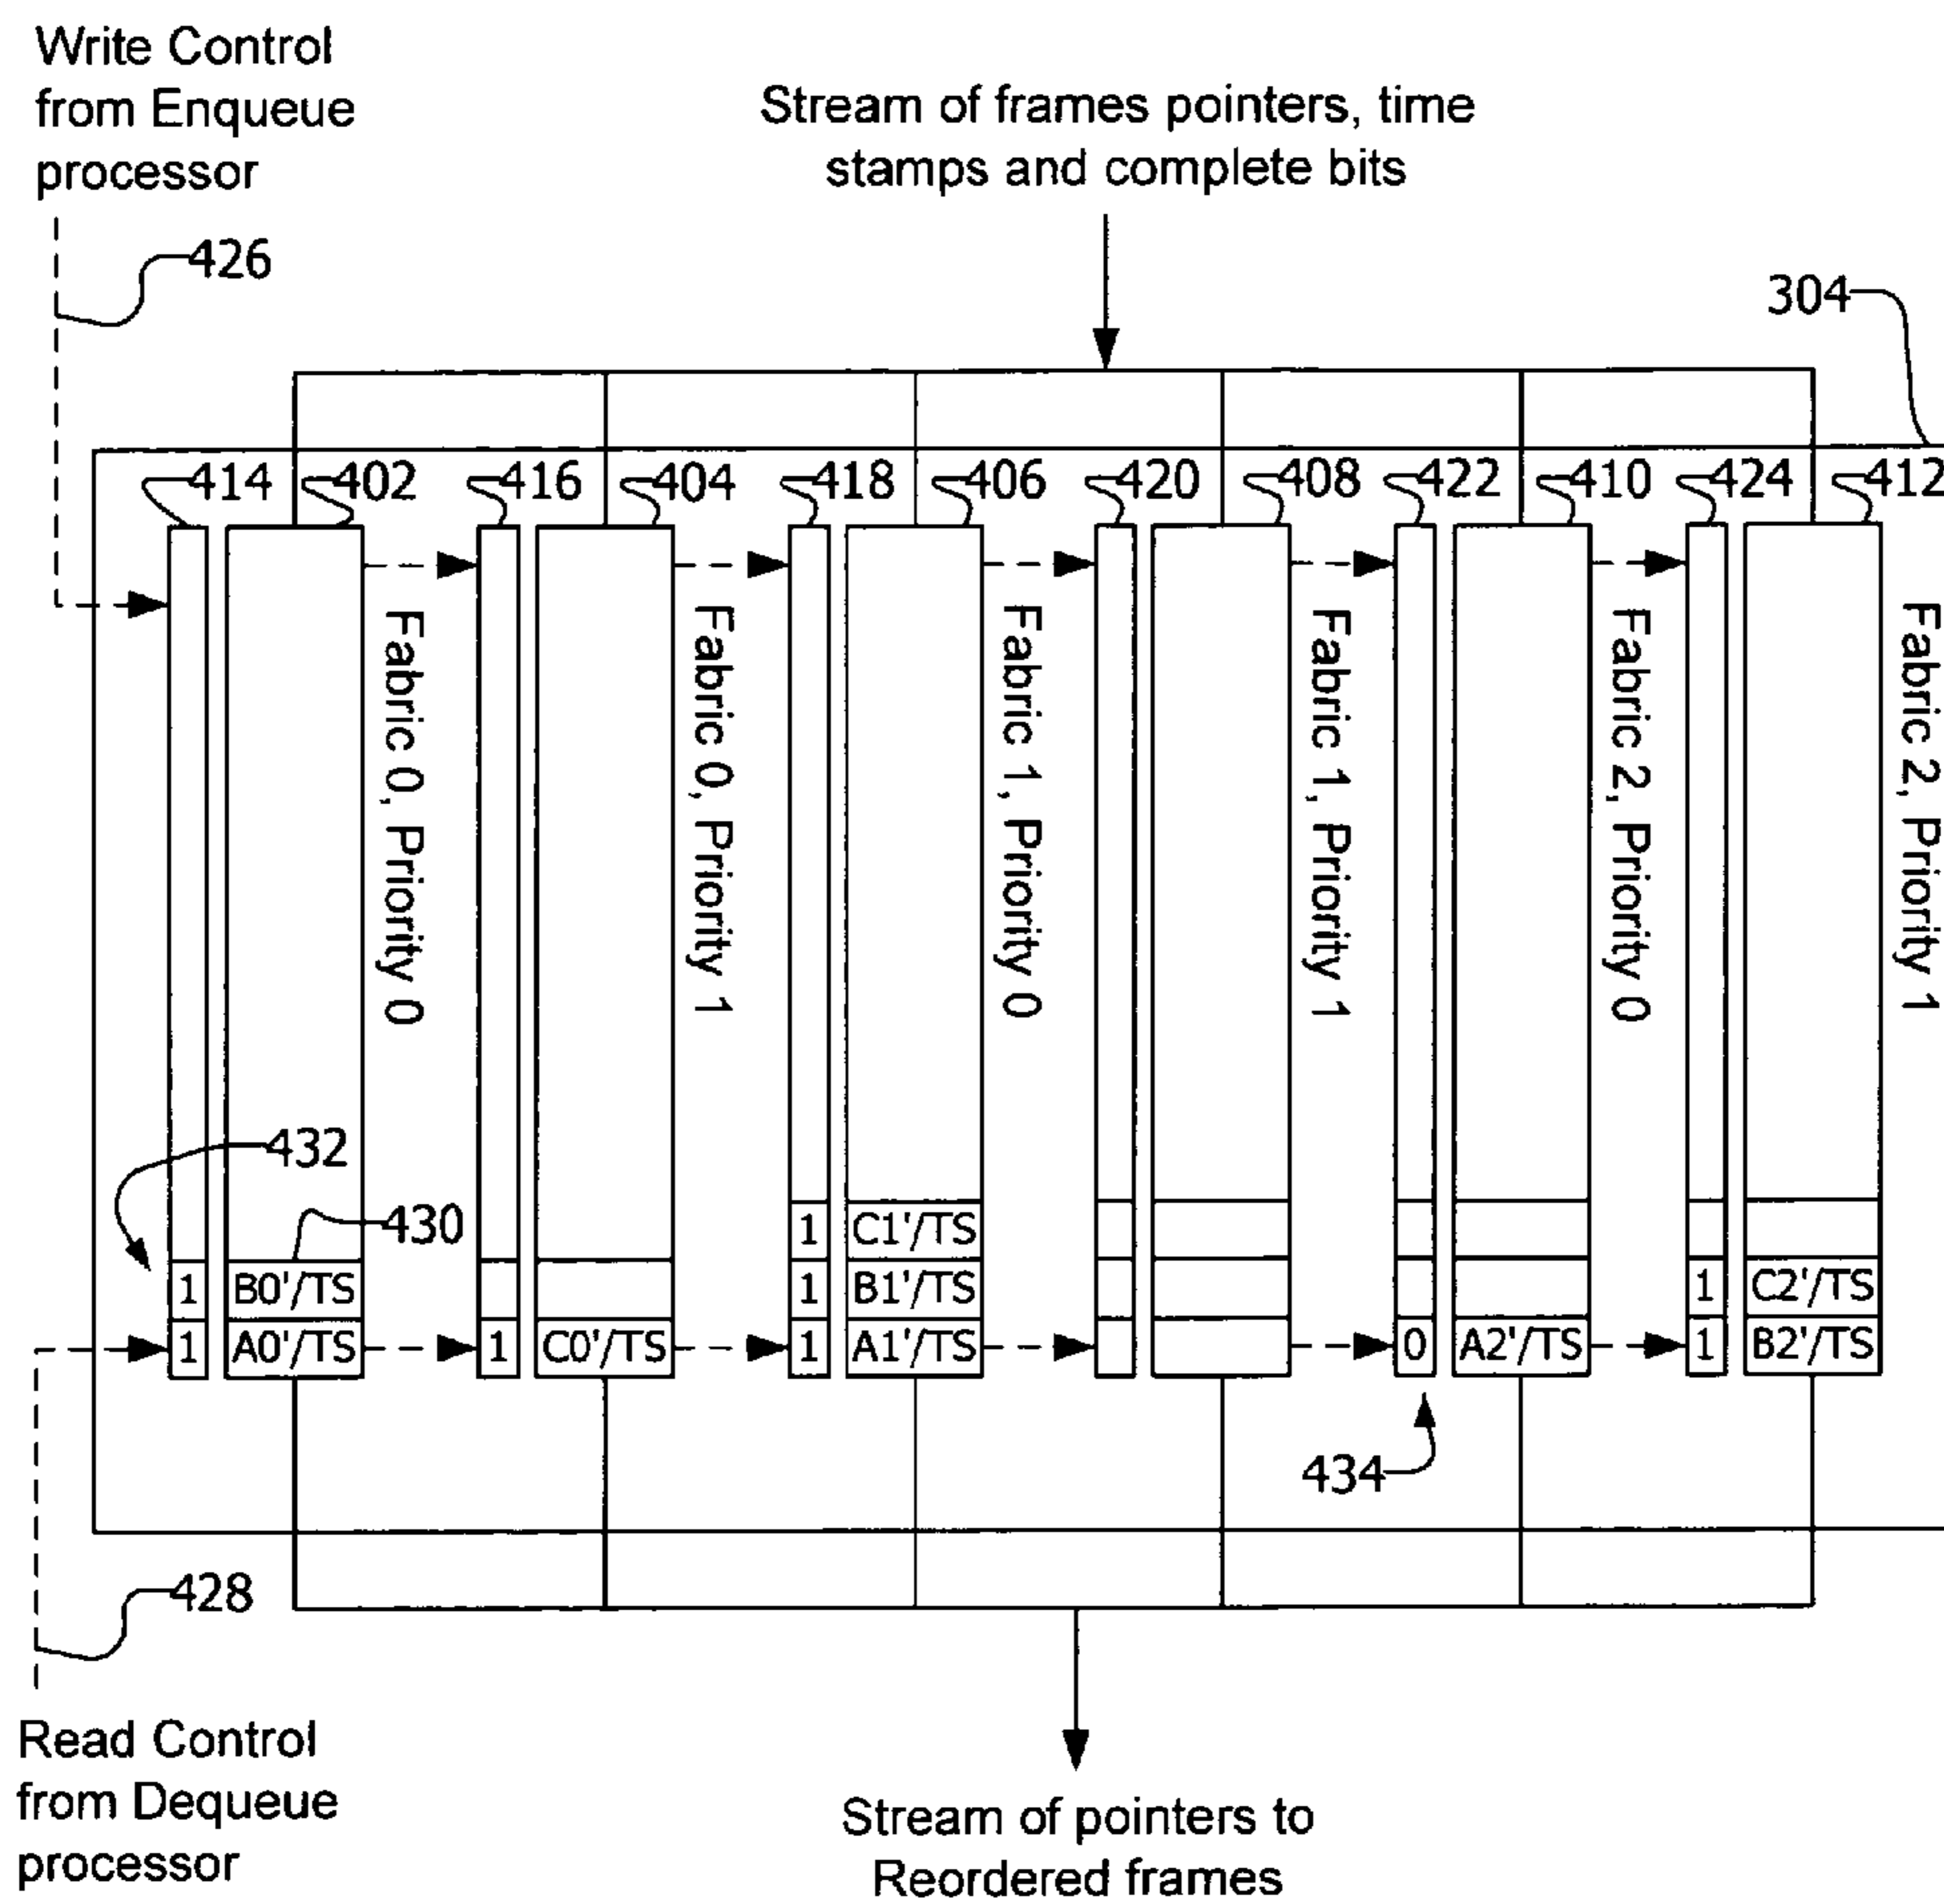 Write Control
from Enqueue
processor
Stream of frames pointers, time
stamps and complete bits
426
304
414 402 416 404 418 406 420 408 422 410 424 412
Fabric 0, Priority 0
Fabric 0, Priority 1
Fabric 1, Priority 0
Fabric 1, Priority 1
Fabric 2, Priority 0
Fabric 2, Priority 1
432
430
1 C1'/TS
1 B0'/TS 1 B1'/TS 1 C2'/TS
1 A0'/TS 1 C0'/TS 1 A1'/TS 0 A2'/TS 1 B2'/TS
434
428
Read Control
from Dequeue
processor
Stream of pointers to
Reordered frames